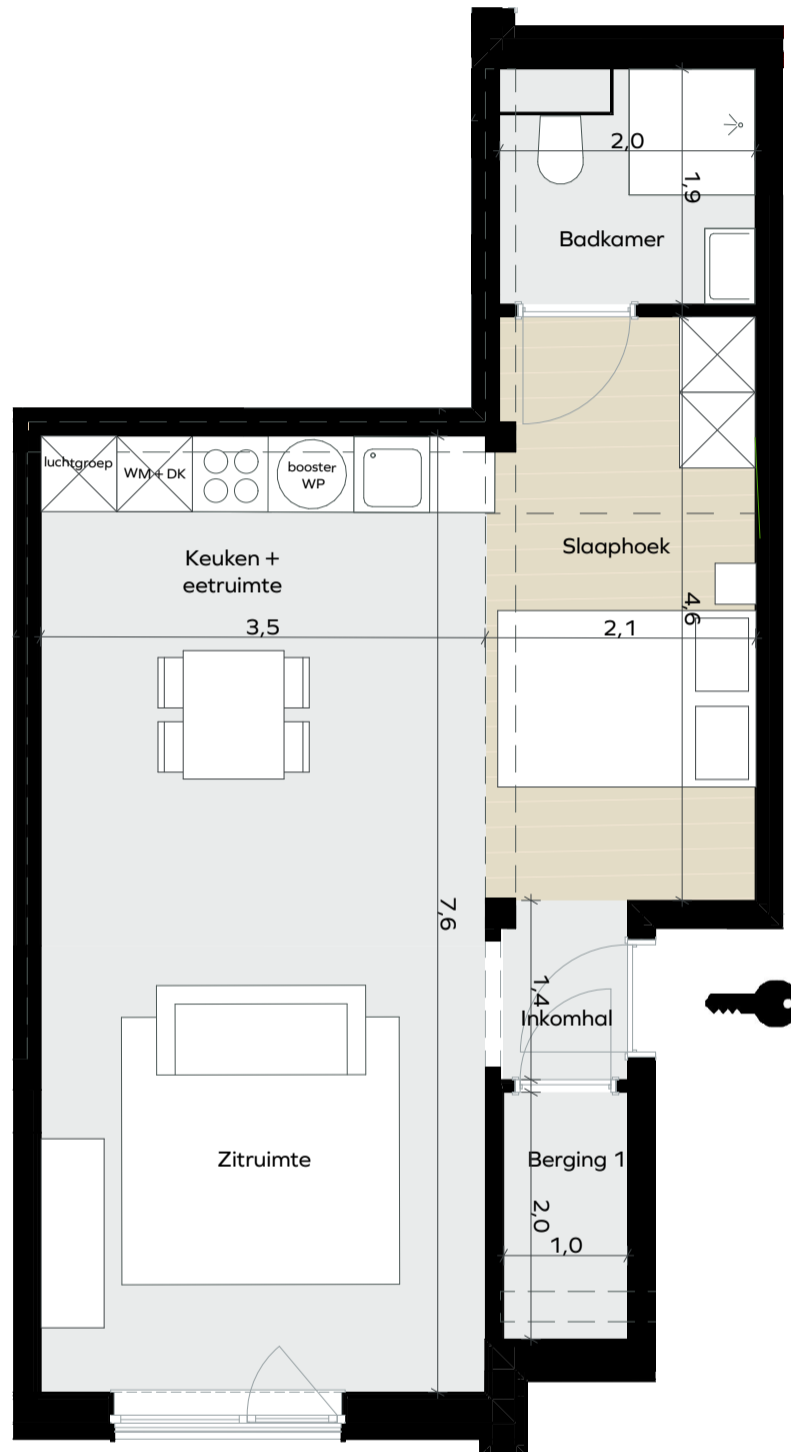 2,0
1,9
Badkamer
luchtgroep
WM + DK
booster
WP
Keuken +
eetruimte
Slaaphoek
3,5
2,1
4,6
7,6
1,4
Inkomhal
Zitruimte
Berging 1
2,0
1,0